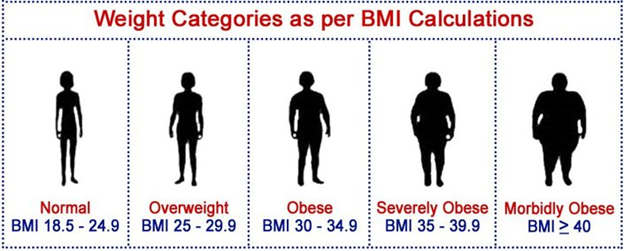 Weight Categories as per BMI Calculations
Normal
BMI 18.5 - 24.9
Overweight
BMI 25 - 29.9
Obese
BMI 30 - 34.9
Severely Obese
BMI 35 - 39.9
Morbidly Obese
BMI ≥ 40